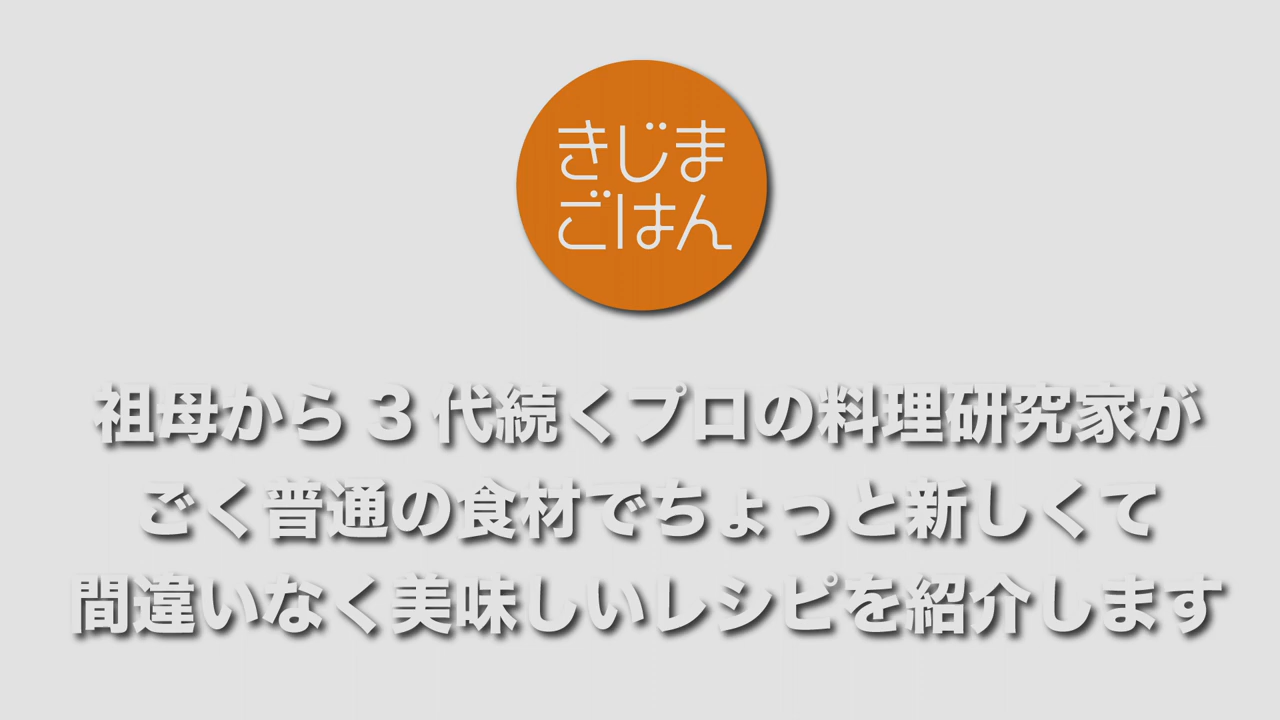 きじま
ごはん
祖母から3代続くプロの料理研究家が
ごく普通の食材でちょっと新しくて
間違いなく美味しいレシピを紹介します